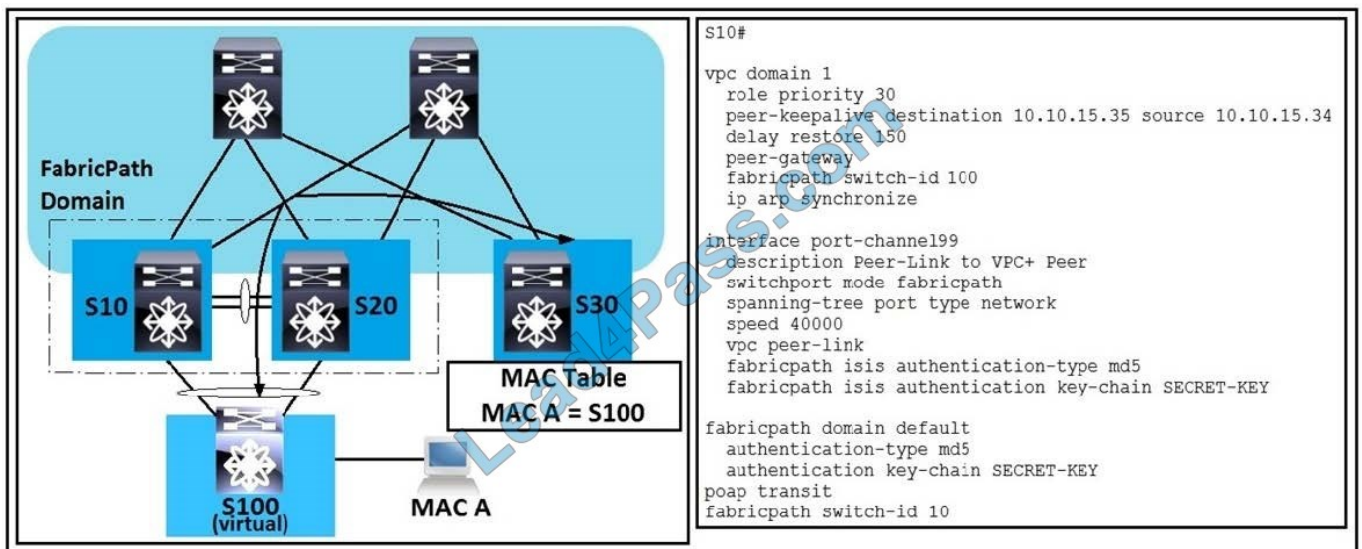 FabricPath
Domain
S10
S20
S30
MAC Table
MAC A = S100
S100
(virtual)
MAC A
S10#
vpc domain 1
role priority 30
peer-keepalive destination 10.10.15.35 source 10.10.15.34
delay restore 150
peer-gateway
fabricpath switch-id 100
ip arp synchronize
interface port-channel99
description Peer-Link to VPC+ Peer
switchport mode fabricpath
spanning-tree port type network
speed 40000
vpc peer-link
fabricpath isis authentication-type md5
fabricpath isis authentication key-chain SECRET-KEY
fabricpath domain default
authentication-type md5
authentication key-chain SECRET-KEY
poap transit
fabricpath switch-id 10
Lead4Pass.com